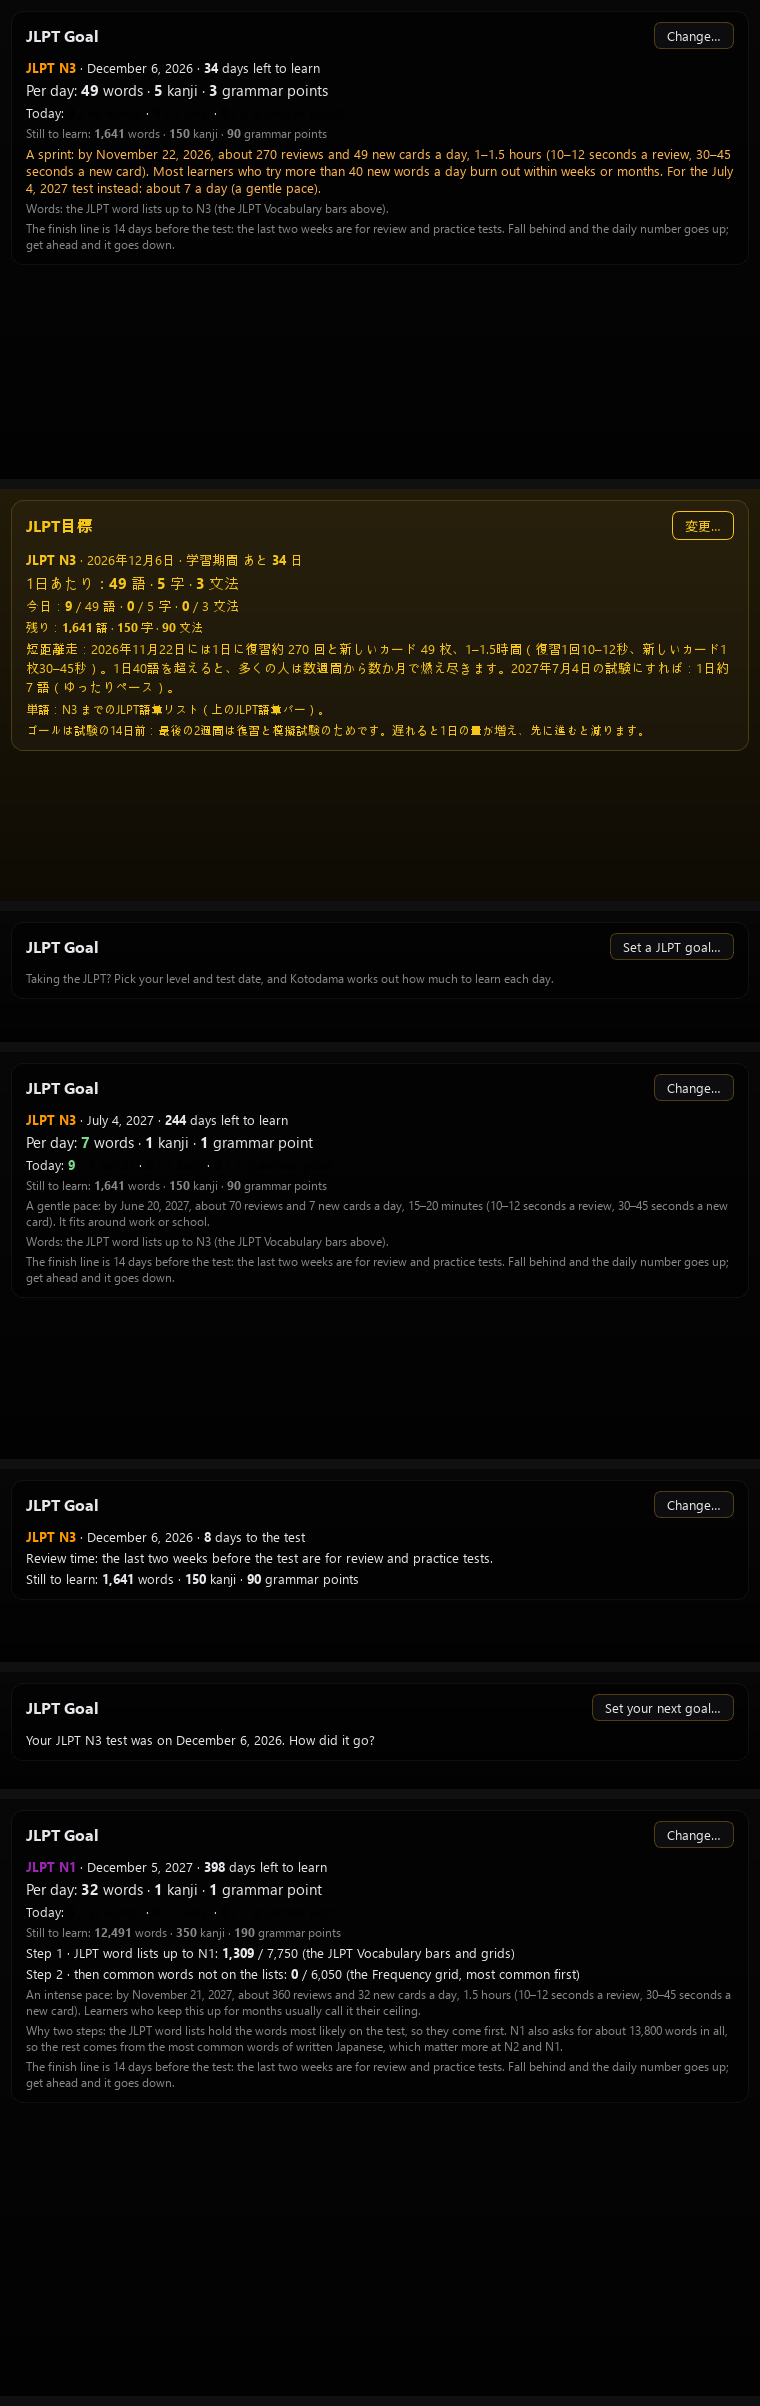 JLPT Goal
Change...
JLPT N3 · December 6, 2026 · 34 days left to learn
Per day: 49 words · 5 kanji · 3 grammar points
Today: · ·
Still to learn: 1,641 words · 150 kanji · 90 grammar points
A sprint: by November 22, 2026, about 270 reviews and 49 new cards a day, 1–1.5 hours (10–12 seconds a review, 30–45
seconds a new card). Most learners who try more than 40 new words a day burn out within weeks or months. For the July
4, 2027 test instead: about 7 a day (a gentle pace).
Words: the JLPT word lists up to N3 (the JLPT Vocabulary bars above).
The finish line is 14 days before the test: the last two weeks are for review and practice tests. Fall behind and the daily number goes up;
get ahead and it goes down.
JLPT目標
変更...
JLPT N3 · 2026年12月6日 · 学習期間 あと 34 日
1日あたり：49 語 · 5 字 · 3 文法
今日：9 / 49 語 · 0 / 5 字 · 0 / 3 文法
残り：1,641 語 · 150 字 · 90 文法
短距離走：2026年11月22日には1日に復習約 270 回と新しいカード 49 枚、1–1.5時間（復習1回10–12秒、新しいカード1
枚30–45秒）。1日40語を超えると、多くの人は数週間から数か月で燃え尽きます。2027年7月4日の試験にすれば：1日約
7 語（ゆったりペース）。
単語：N3 までのJLPT語彙リスト（上のJLPT語彙バー）。
ゴールは試験の14日前：最後の2週間は復習と模擬試験のためです。遅れると1日の量が増え、先に進むと減ります。
JLPT Goal
Set a JLPT goal...
Taking the JLPT? Pick your level and test date, and Kotodama works out how much to learn each day.
JLPT Goal
Change...
JLPT N3 · July 4, 2027 · 244 days left to learn
Per day: 7 words · 1 kanji · 1 grammar point
Today: 9 · ·
Still to learn: 1,641 words · 150 kanji · 90 grammar points
A gentle pace: by June 20, 2027, about 70 reviews and 7 new cards a day, 15–20 minutes (10–12 seconds a review, 30–45 seconds a new
card). It fits around work or school.
Words: the JLPT word lists up to N3 (the JLPT Vocabulary bars above).
The finish line is 14 days before the test: the last two weeks are for review and practice tests. Fall behind and the daily number goes up;
get ahead and it goes down.
JLPT Goal
Change...
JLPT N3 · December 6, 2026 · 8 days to the test
Review time: the last two weeks before the test are for review and practice tests.
Still to learn: 1,641 words · 150 kanji · 90 grammar points
JLPT Goal
Set your next goal...
Your JLPT N3 test was on December 6, 2026. How did it go?
JLPT Goal
Change...
JLPT N1 · December 5, 2027 · 398 days left to learn
Per day: 32 words · 1 kanji · 1 grammar point
Today: · ·
Still to learn: 12,491 words · 350 kanji · 190 grammar points
Step 1 · JLPT word lists up to N1: 1,309 / 7,750 (the JLPT Vocabulary bars and grids)
Step 2 · then common words not on the lists: 0 / 6,050 (the Frequency grid, most common first)
An intense pace: by November 21, 2027, about 360 reviews and 32 new cards a day, 1.5 hours (10–12 seconds a review, 30–45 seconds a
new card). Learners who keep this up for months usually call it their ceiling.
Why two steps: the JLPT word lists hold the words most likely on the test, so they come first. N1 also asks for about 13,800 words in all,
so the rest comes from the most common words of written Japanese, which matter more at N2 and N1.
The finish line is 14 days before the test: the last two weeks are for review and practice tests. Fall behind and the daily number goes up;
get ahead and it goes down.